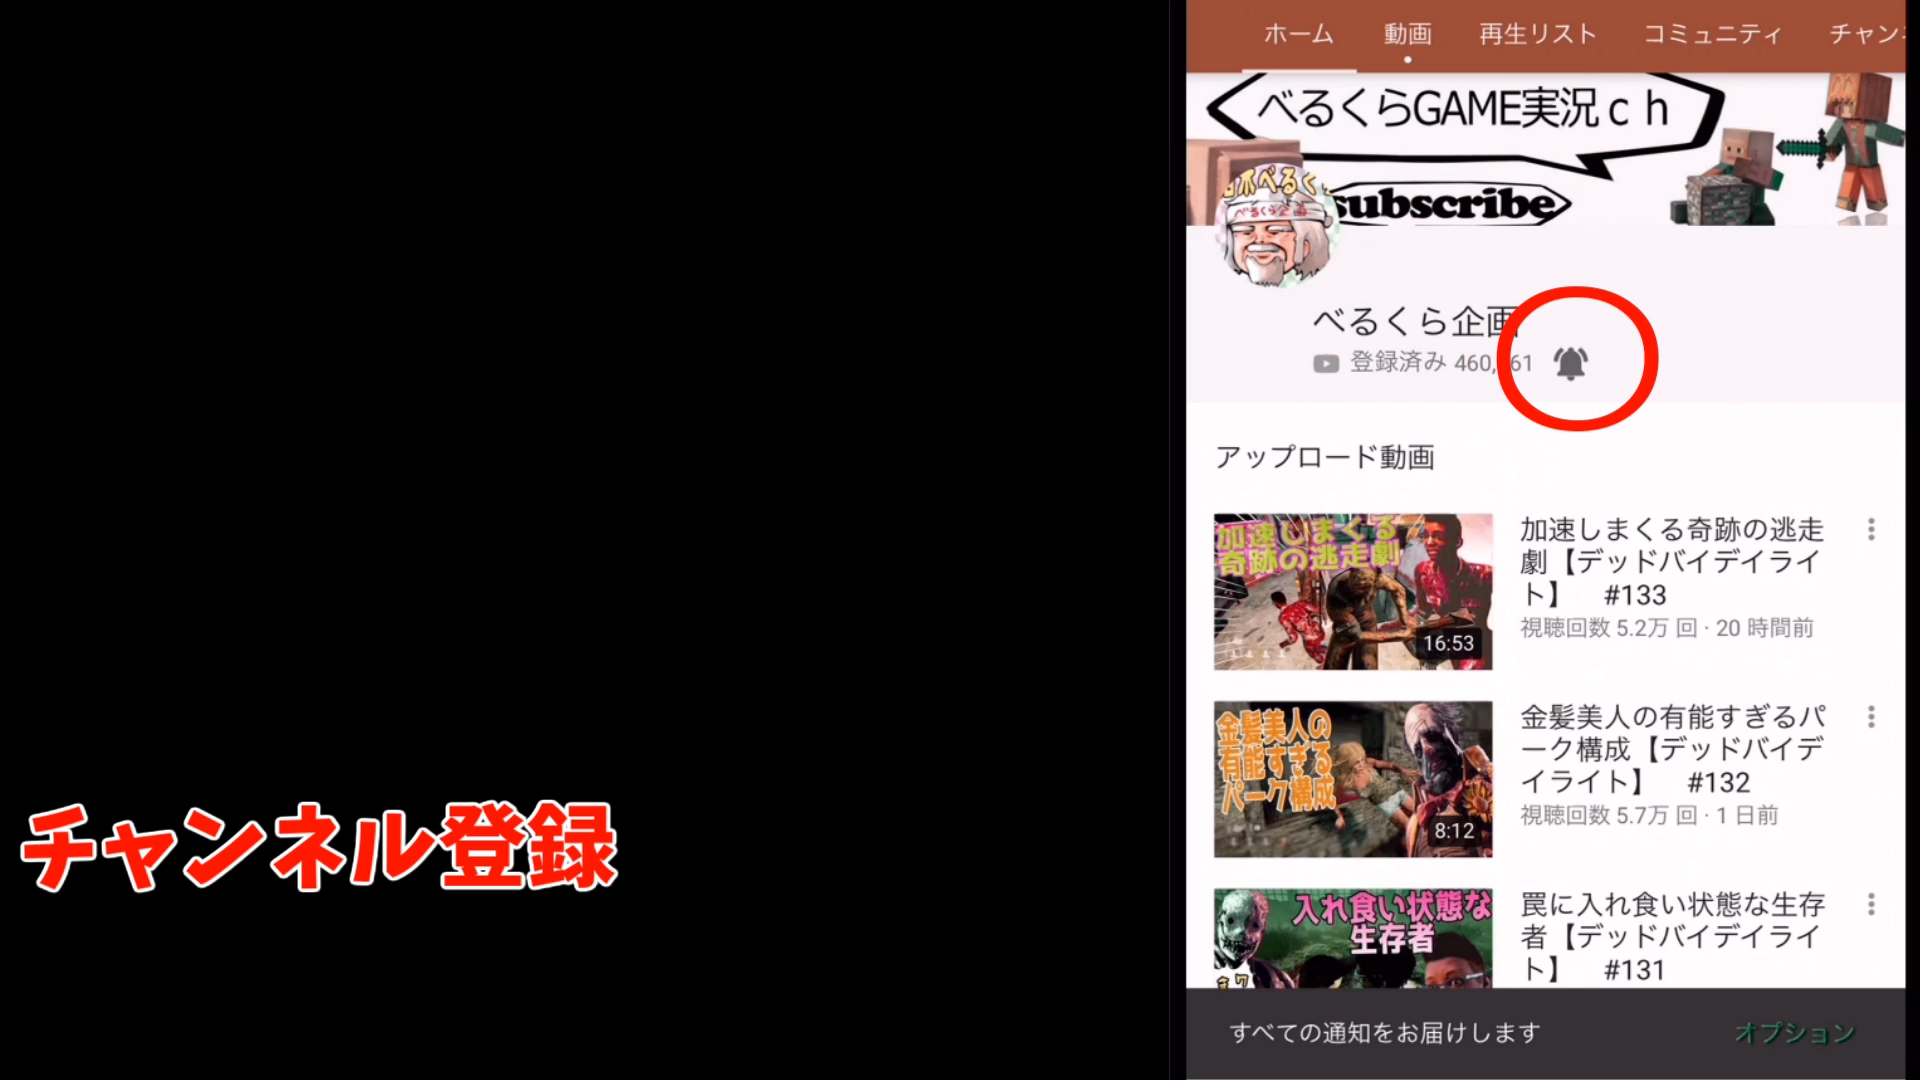 ホーム 動画 再生リスト コミュニティ チャン
べるくらGAME実況ｃｈ
subscribe
べるくら企画
べるくら企画
登録済み 460, 61
アップロード動画
加速しまくる
奇跡の逃走劇
16:53
加速しまくる奇跡の逃走
劇【デッドバイデイライ
ト】 #133
視聴回数 5.2万 回 · 20 時間前
金髪美人の
有能すぎる
パーク構成
8:12
金髪美人の有能すぎるパ
ーク構成【デッドバイデ
イライト】 #132
視聴回数 5.7万 回 · 1 日前
入れ食い状態な
生存者
罠に入れ食い状態な生存
者【デッドバイデイライ
ト】 #131
チャンネル登録
すべての通知をお届けします
オプション